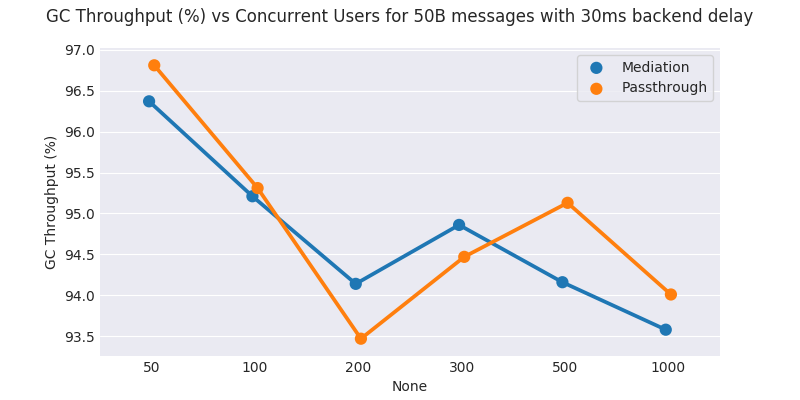 GC Throughput (%) vs Concurrent Users for 50B messages with 30ms backend delay
97.0
96.5
96.0
95.5
95.0
94.5
94.0
93.5
GC Throughput (%)
Mediation
Passthrough
50 100 200 300 500 1000
None